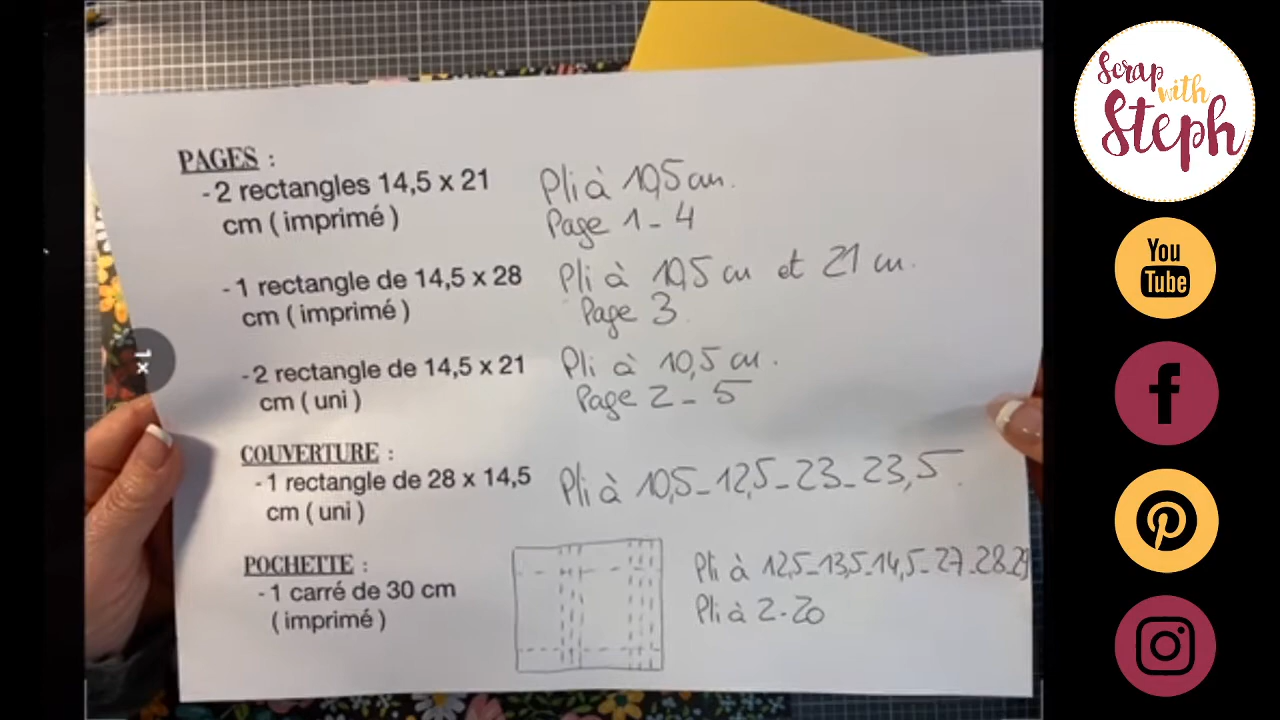 PAGES :
- 2 rectangles 14,5 x 21 Pli à 10,5 cm.
cm ( imprimé ) Page 1 - 4
- 1 rectangle de 14,5 x 28 Pli à 10,5 cm et 21 cm.
cm ( imprimé ) Page 3
- 2 rectangle de 14,5 x 21 Pli à 10,5 cm.
cm ( uni ) Page 2 - 5
COUVERTURE :
- 1 rectangle de 28 x 14,5 Pli à 10,5 - 12,5 - 23 - 23,5.
cm ( uni )
POCHETTE :
- 1 carré de 30 cm Pli à 12,5 - 13,5 - 14,5 - 27 - 28 - 29
( imprimé ) Pli à 2 - 20
1x
Scrap
with
Steph
You
Tube